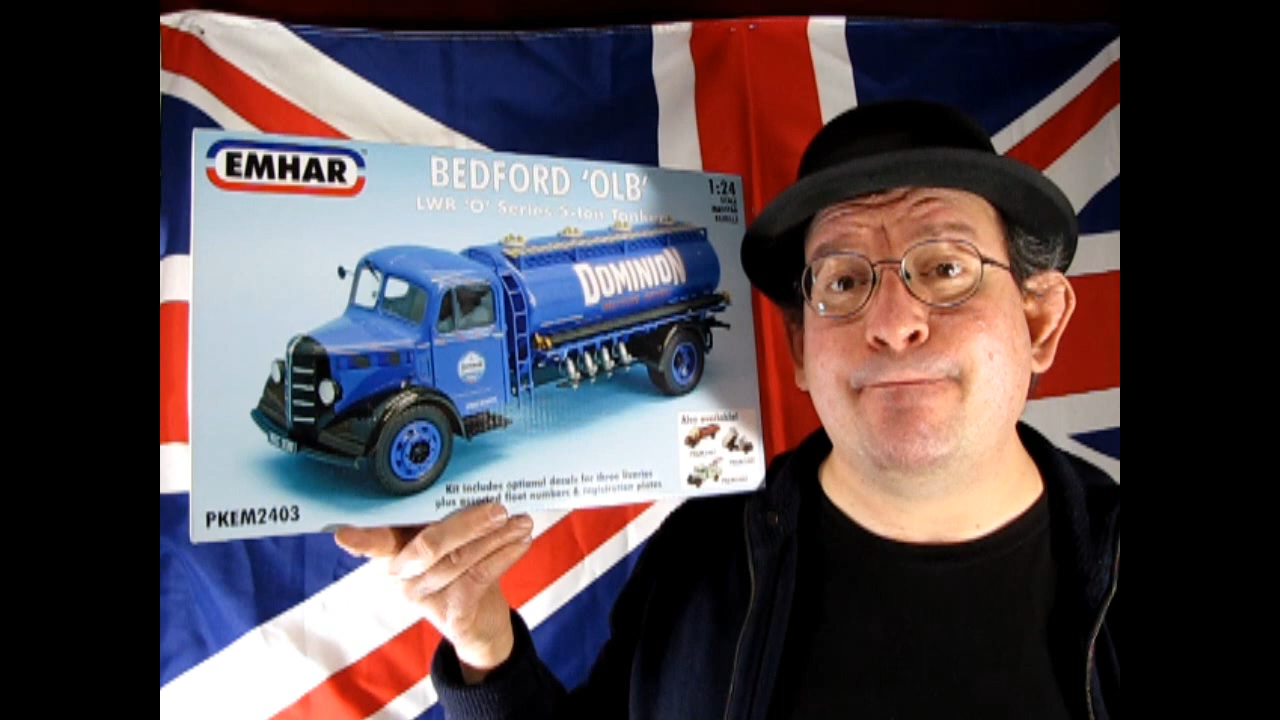 EMHAR
BEDFORD 'OLB'
LWB 'O' Series 5-ton Tanker
1:24
SCALE
DOMINION
Also available!
Kit includes optional decals for three liveries
plus assorted fleet numbers & registration plates
PKEM2403